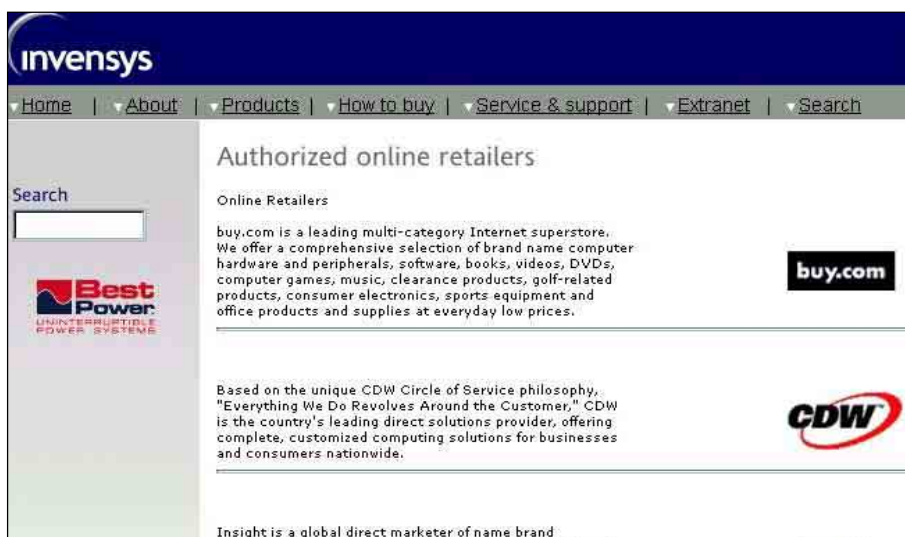 invensys
Home | About | Products | How to buy | Service & support | Extranet | Search
Authorized online retailers
Search
Online Retailers
buy.com is a leading multi-category Internet superstore.
We offer a comprehensive selection of brand name computer
hardware and peripherals, software, books, videos, DVDs,
computer games, music, clearance products, golf-related
products, consumer electronics, sports equipment and
office products and supplies at everyday low prices.
buy.com
Best
Power
UNINTERRUPTIBLE
POWER SYSTEMS
Based on the unique CDW Circle of Service philosophy,
"Everything We Do Revolves Around the Customer," CDW
is the country's leading direct solutions provider, offering
complete, customized computing solutions for businesses
and consumers nationwide.
CDW
Insight is a global direct marketer of name brand